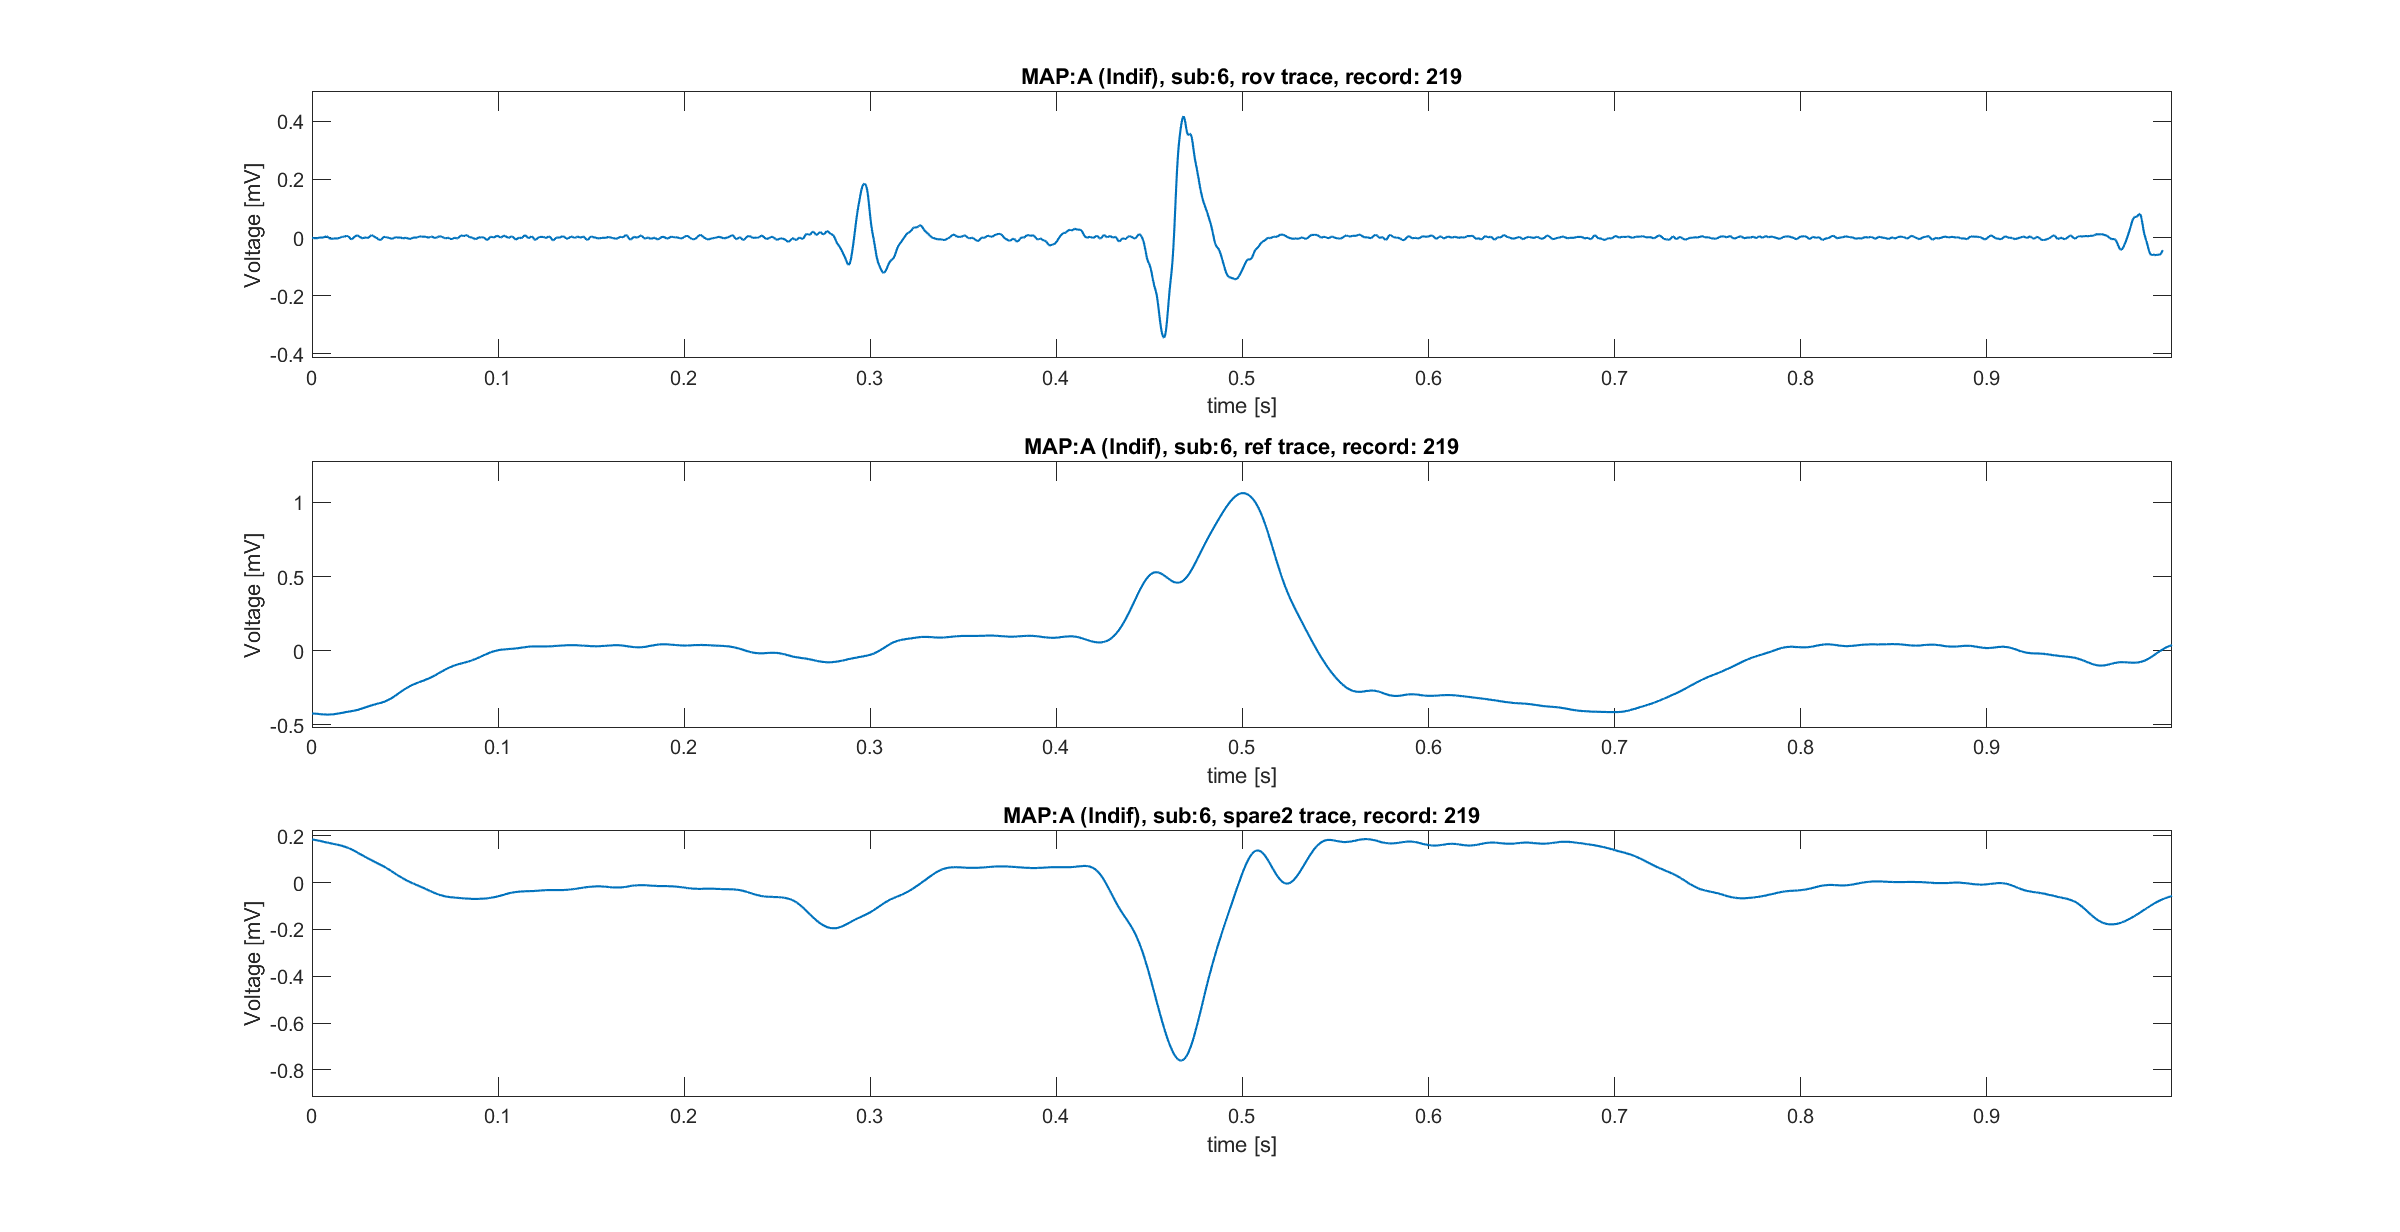 MAP:A (Indif), sub:6, rov trace, record: 219
Voltage [mV]
0.4
0.2
0
-0.2
-0.4
0 0.1 0.2 0.3 0.4 0.5 0.6 0.7 0.8 0.9
time [s]
MAP:A (Indif), sub:6, ref trace, record: 219
Voltage [mV]
1
0.5
0
-0.5
0 0.1 0.2 0.3 0.4 0.5 0.6 0.7 0.8 0.9
time [s]
MAP:A (Indif), sub:6, spare2 trace, record: 219
Voltage [mV]
0.2
0
-0.2
-0.4
-0.6
-0.8
0 0.1 0.2 0.3 0.4 0.5 0.6 0.7 0.8 0.9
time [s]